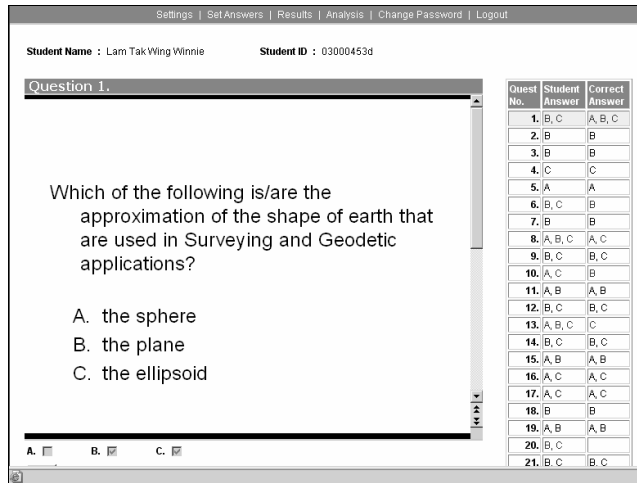 Settings | Set Answers | Results | Analysis | Change Password | Logout
Student Name : Lam Tak Wing Winnie Student ID : 03000453d
Question 1.
Which of the following is/are the
approximation of the shape of earth that
are used in Surveying and Geodetic
applications?
A. the sphere
B. the plane
C. the ellipsoid
A. B. C.
Quest Student Correct
No. Answer Answer
1. B, C A, B, C
2. B B
3. B B
4. C C
5. A A
6. B, C B
7. B B
8. A, B, C A, C
9. B, C B, C
10. A, C B
11. A, B A, B
12. B, C B, C
13. A, B, C C
14. B, C B, C
15. A, B A, B
16. A, C A, C
17. A, C A, C
18. B B
19. A, B A, B
20. B, C
21. B, C B, C